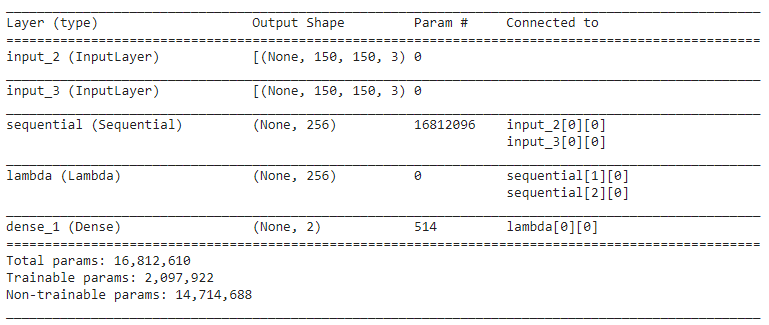 Layer (type) Output Shape Param # Connected to
input_2 (InputLayer) [(None, 150, 150, 3) 0
input_3 (InputLayer) [(None, 150, 150, 3) 0
sequential (Sequential) (None, 256) 16812096 input_2[0][0]
input_3[0][0]
lambda (Lambda) (None, 256) 0 sequential[1][0]
sequential[2][0]
dense_1 (Dense) (None, 2) 514 lambda[0][0]
Total params: 16,812,610
Trainable params: 2,097,922
Non-trainable params: 14,714,688